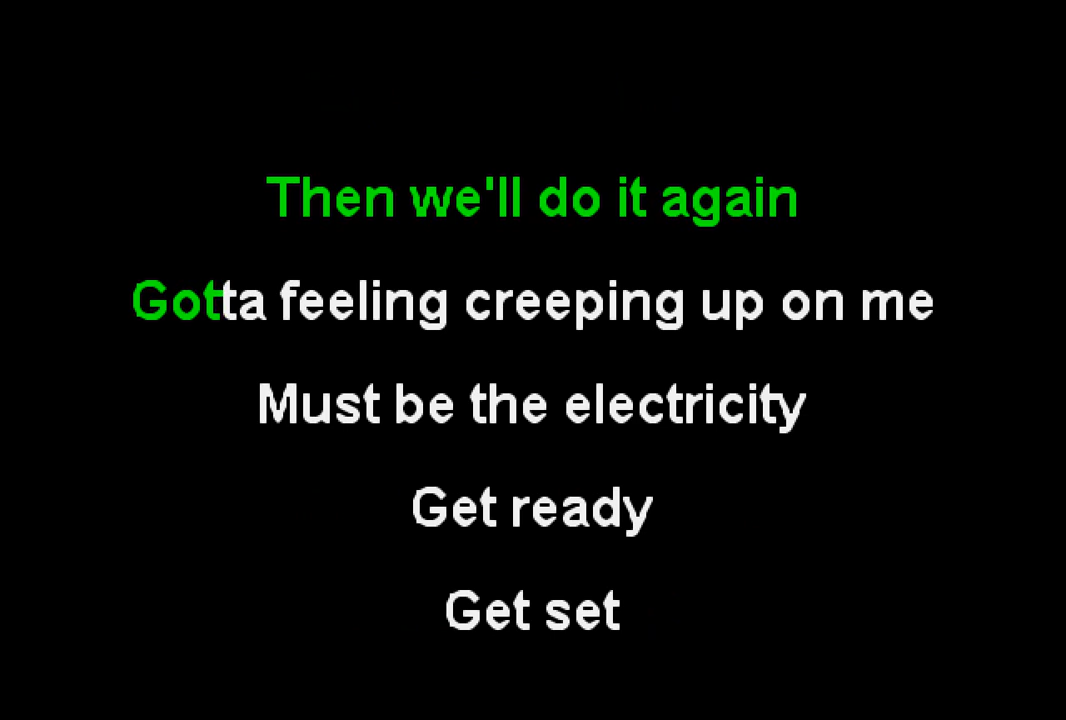 Then we'll do it again
Gotta feeling creeping up on me
Must be the electricity
Get ready
Get set